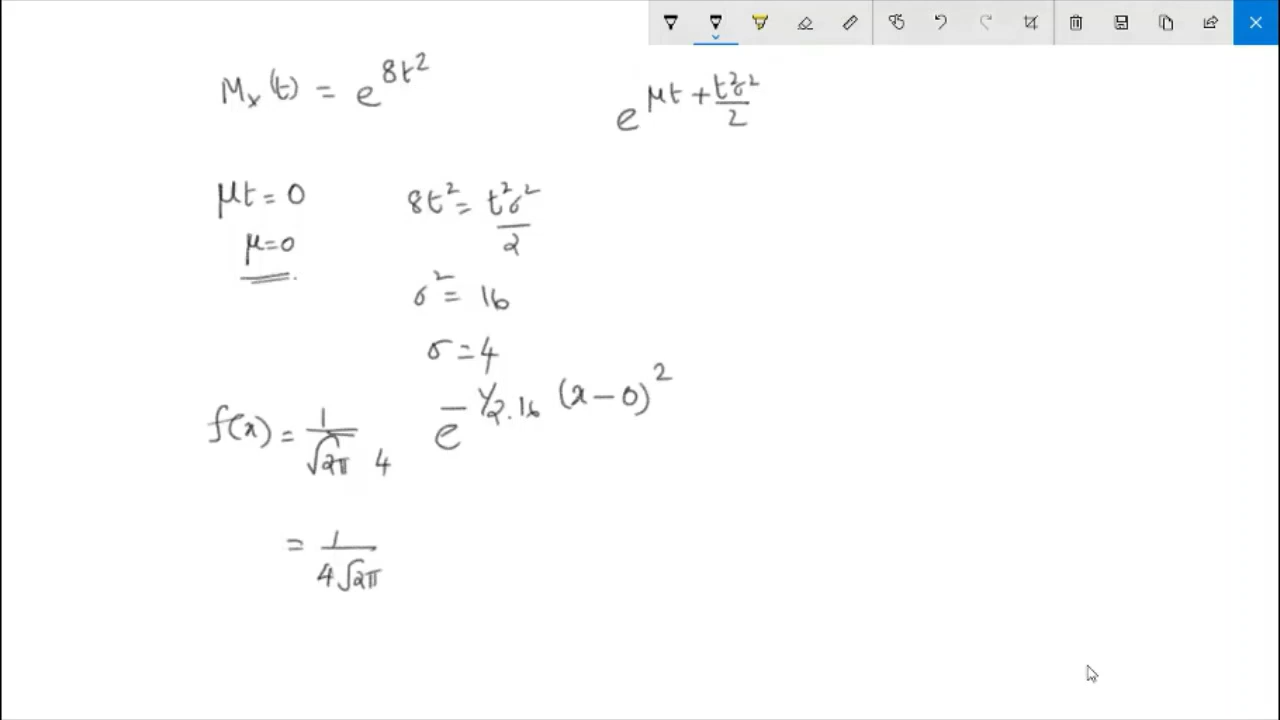 Mₓ(t) = e^{8t²}
e^{μt + t²σ²/2}
μt = 0
8t² = t²σ²/2
μ = 0
σ² = 16
σ = 4
f(x) = 1/√2π 4 e^{-1/2.16 (x-0)²}
= 1/4√2π